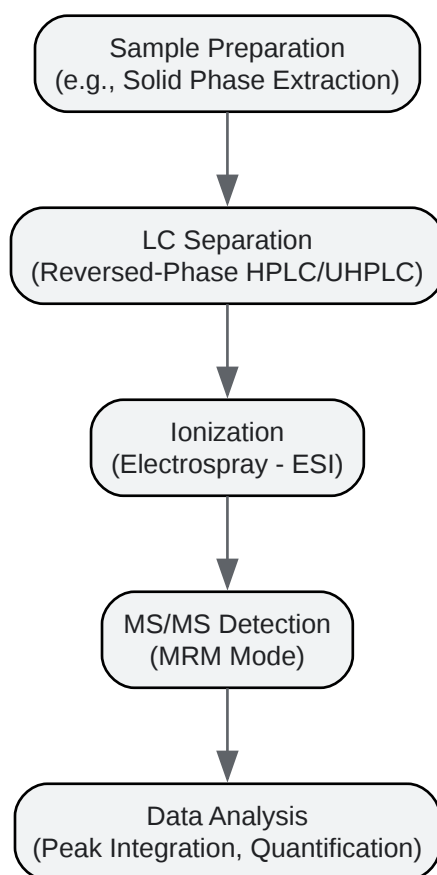 Sample Preparation
(e.g., Solid Phase Extraction)
LC Separation
(Reversed-Phase HPLC/UHPLC)
Ionization
(Electrospray - ESI)
MS/MS Detection
(MRM Mode)
Data Analysis
(Peak Integration, Quantification)